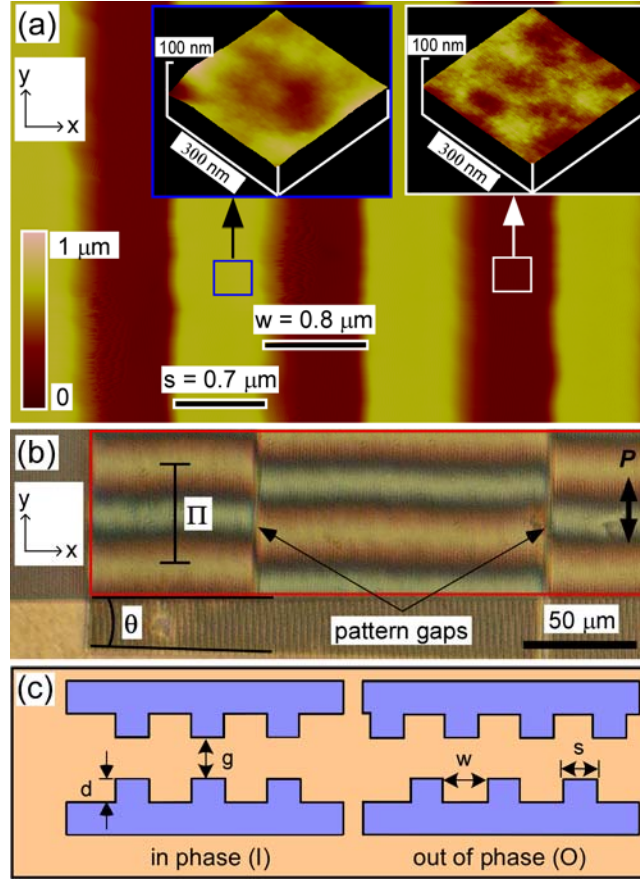 (a)
y
x
100 nm
300 nm
100 nm
300 nm
1 μm
0
w = 0.8 μm
s = 0.7 μm
(b)
y
x
Π
P
θ
pattern gaps
50 μm
(c)
g
d
w
s
in phase (I)
out of phase (O)